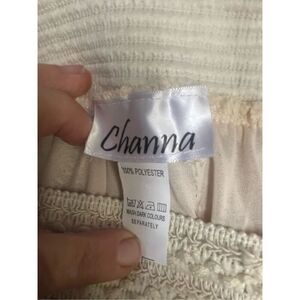 Channa
100% POLYESTER
WASH DARK COLOURS
SEPARATELY